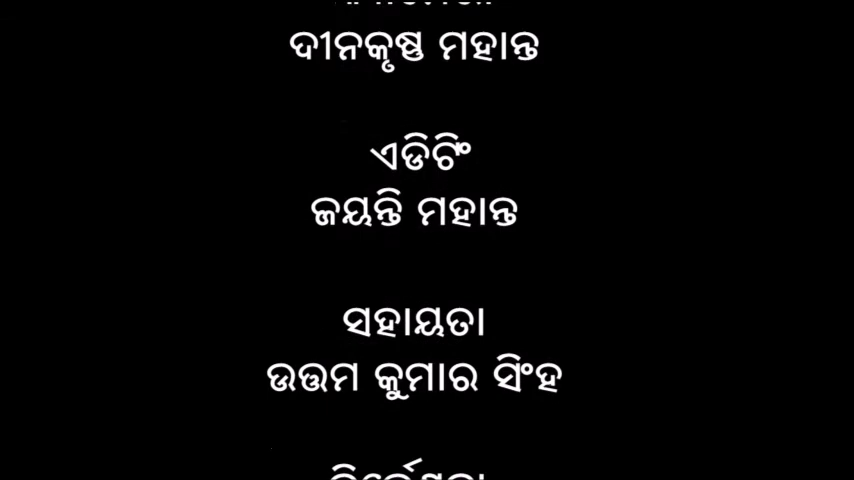 ଦୀନକୃଷ୍ଣ ମହାନ୍ତ
ଏଡିଟିଂ
ଜୟନ୍ତି ମହାନ୍ତ
ସହାୟତା
ଉତ୍ତମ କୁମାର ସିଂହ